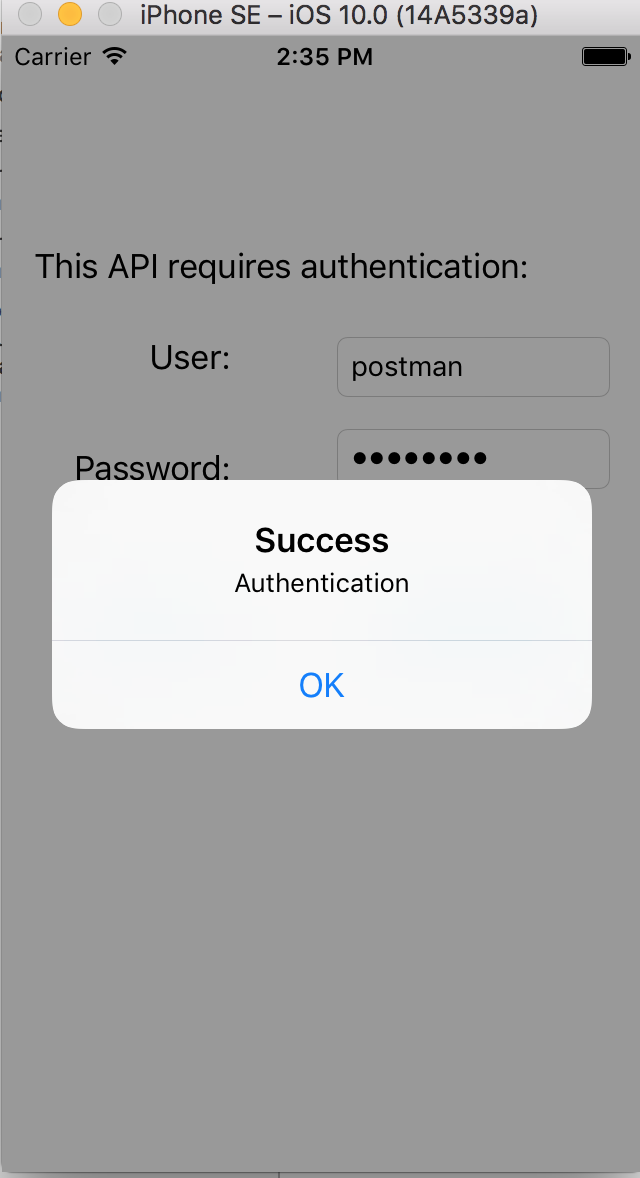 iPhone SE – iOS 10.0 (14A5339a)
Carrier 2:35 PM
This API requires authentication:
User: postman
Password: ••••••••
Success
Authentication
OK